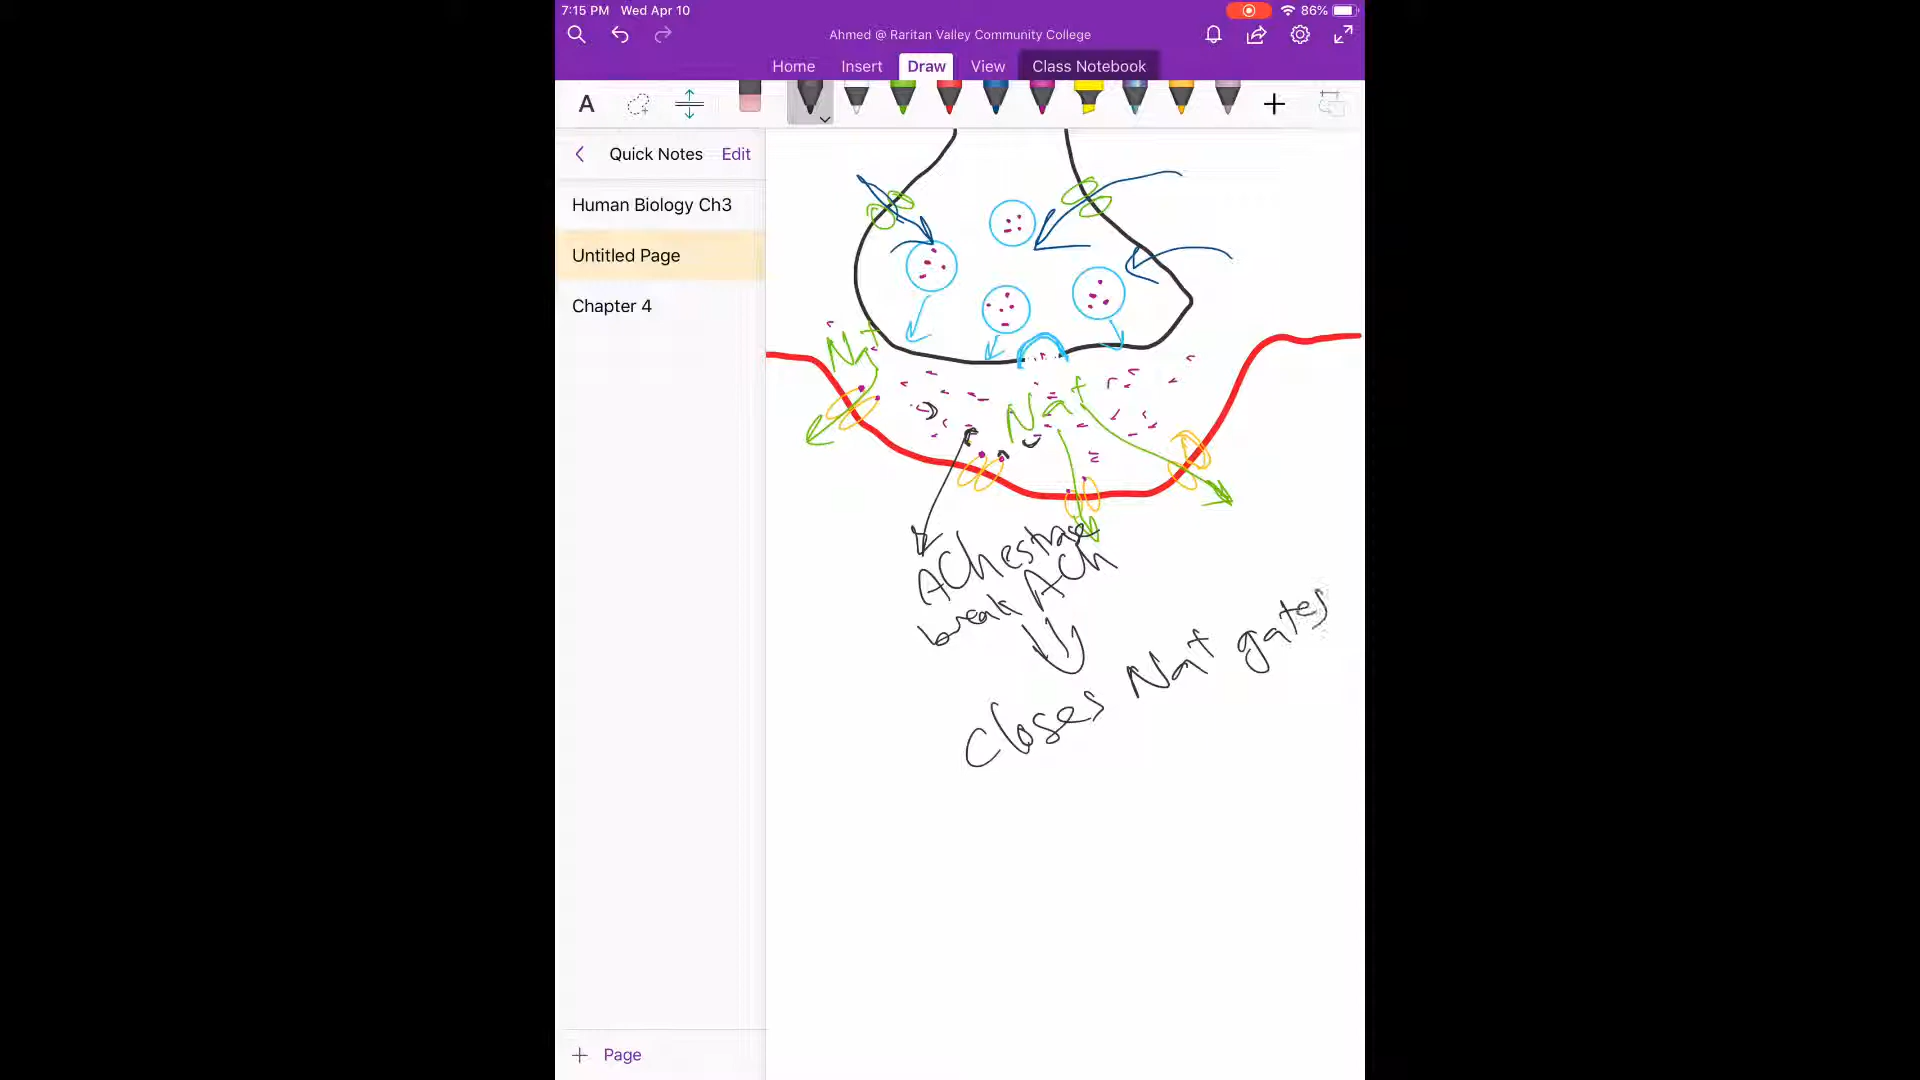 7:15 PM Wed Apr 10 86%
Ahmed @ Raritan Valley Community College
Home Insert Draw View Class Notebook
A
Quick Notes Edit
Human Biology Ch3
Untitled Page
Chapter 4
Na+
Na+
break ACh
Closes Na+ gates
Page